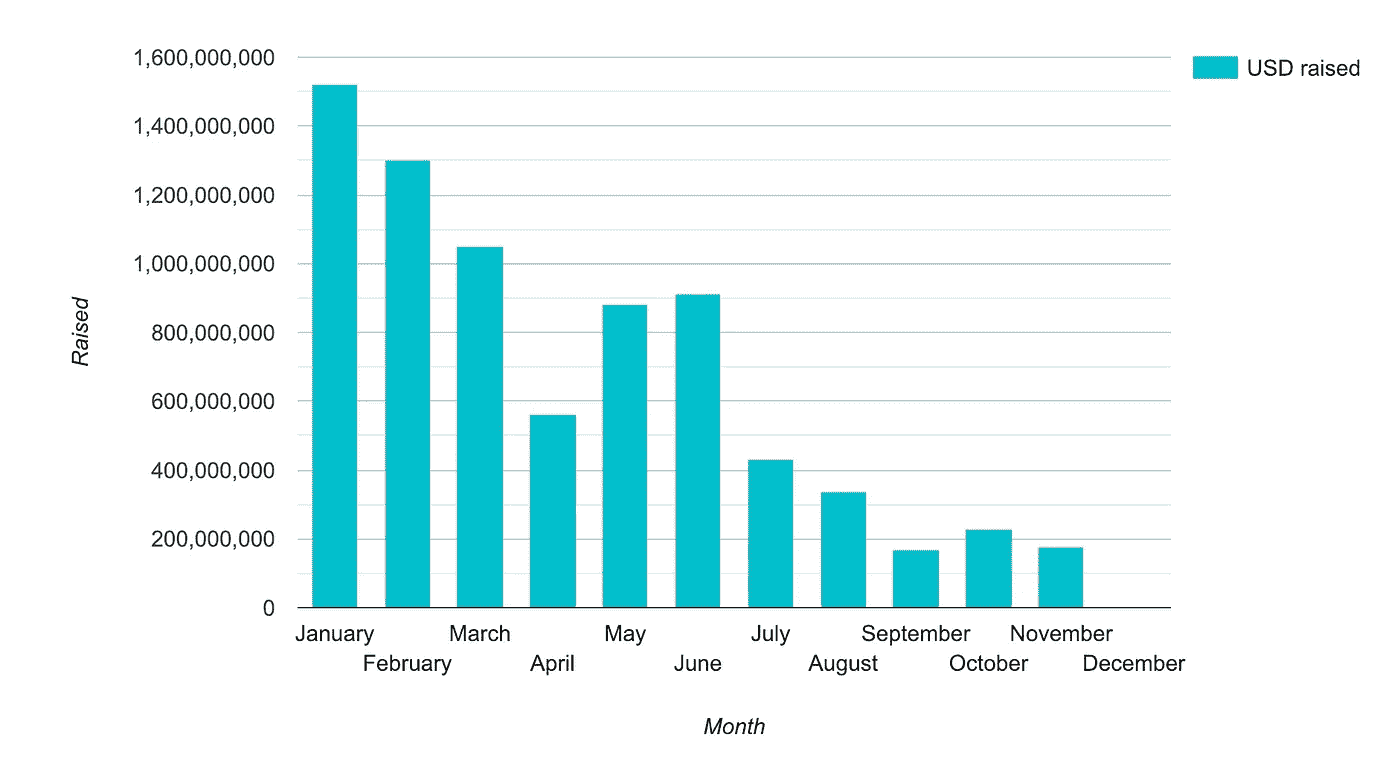 1,600,000,000
1,400,000,000
1,200,000,000
1,000,000,000
800,000,000
600,000,000
400,000,000
200,000,000
0
Raised
USD raised
January
February
March
April
May
June
July
August
September
October
November
December
Month